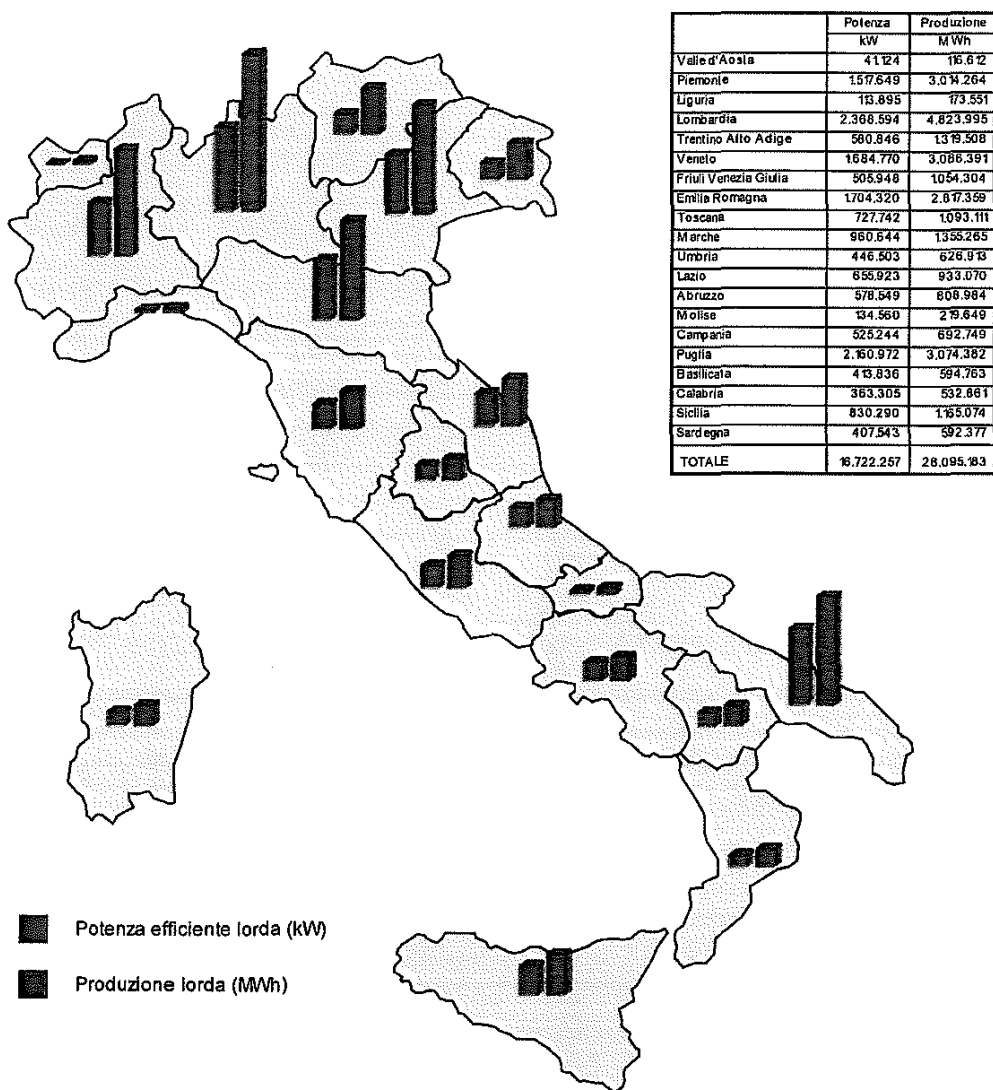 Potenza Produzione
kW MWh
Valle d'Aosta 41.124 116.612
Piemonte 1.517.649 3.014.264
Liguria 113.895 173.551
Lombardia 2.368.594 4.823.995
Trentino Alto Adige 580.846 1.319.508
Veneto 1.684.770 3.086.391
Friuli Venezia Giulia 505.948 1.054.304
Emilia Romagna 1.704.320 2.817.359
Toscana 727.742 1.093.111
Marche 960.644 1.355.265
Umbria 446.503 626.913
Lazio 655.923 933.070
Abruzzo 578.549 808.984
Molise 134.560 219.649
Campania 525.244 692.749
Puglia 2.160.972 3.074.382
Basilicata 413.836 594.763
Calabria 363.305 532.861
Sicilia 830.290 1.165.074
Sardegna 407.543 592.377
TOTALE 16.722.257 28.095.183
Potenza efficiente lorda (kW)
Produzione lorda (MWh)